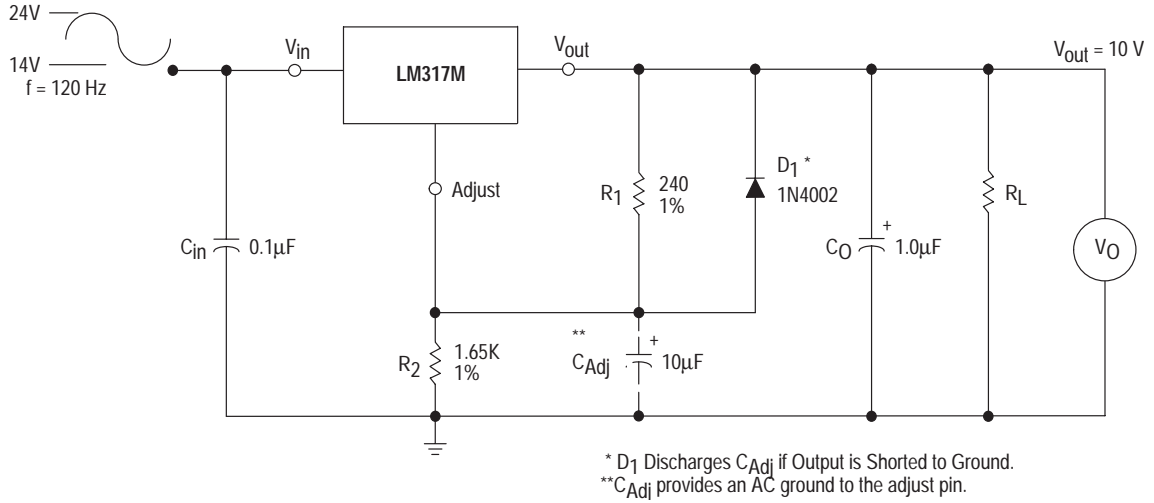 24V
14V
f = 120 Hz
Vin
LM317M
Vout
Vout = 10 V
Adjust
Cin
0.1μF
R1
240
1%
D1 *
1N4002
CO
1.0μF
+
RL
VO
R2
1.65K
1%
**
CAdj
+
10μF
* D1 Discharges CAdj if Output is Shorted to Ground.
**CAdj provides an AC ground to the adjust pin.